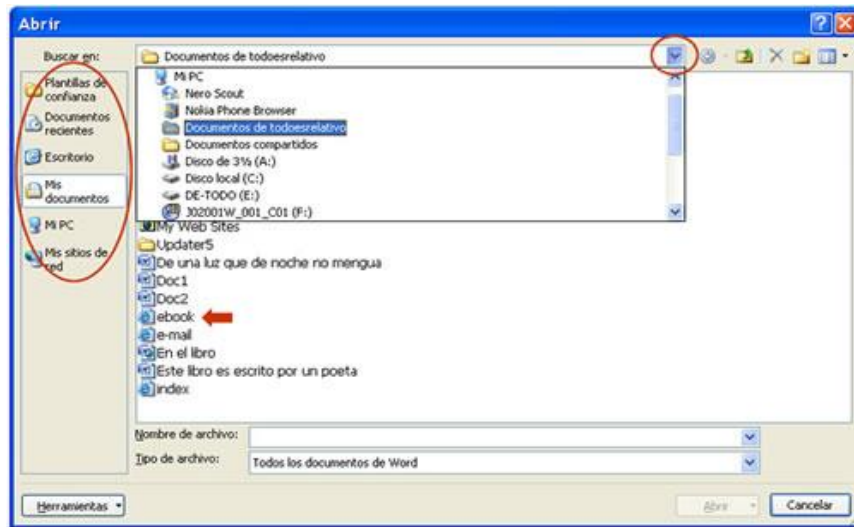 Abrir
Buscar en:
Documentos de todoesrelativo
Plantillas de
confianza
Documentos
recientes
Escritorio
Mis
documentos
Mi PC
Mis sitios de
red
Mi PC
Nero Scout
Nokia Phone Browser
Documentos de todoesrelativo
Documentos compartidos
Disco de 3½ (A:)
Disco local (C:)
DE-TODO (E:)
J02001W_001_C01 (F:)
My Web Sites
Updater5
De una luz que de noche no mengua
Doc1
Doc2
ebook
e-mail
En el libro
Este libro es escrito por un poeta
index
Nombre de archivo:
Tipo de archivo:
Todos los documentos de Word
Herramientas
Abrir
Cancelar